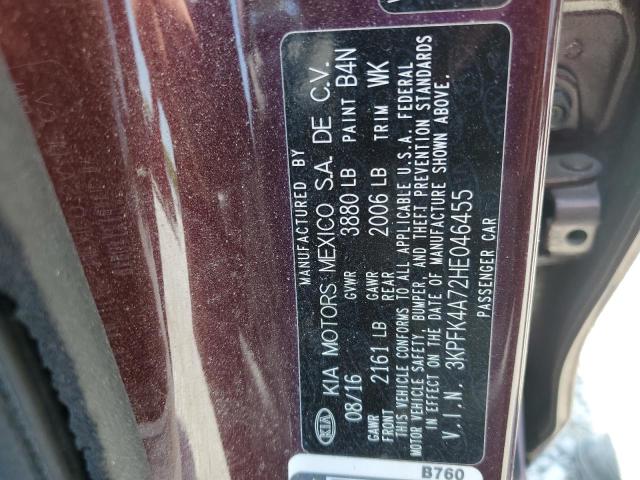 MANUFACTURED BY
KIA KIA MOTORS MEXICO S.A. DE C.V.
08/16 GVWR 3880 LB PAINT B4N
GAWR FRONT 2161 LB GAWR REAR 2006 LB TRIM WK
THIS VEHICLE CONFORMS TO ALL APPLICABLE U.S.A. FEDERAL
MOTOR VEHICLE SAFETY, BUMPER, AND THEFT PREVENTION STANDARDS
IN EFFECT ON THE DATE OF MANUFACTURE SHOWN ABOVE.
V.I.N. 3KPFK4A72HE046455
PASSENGER CAR
B760